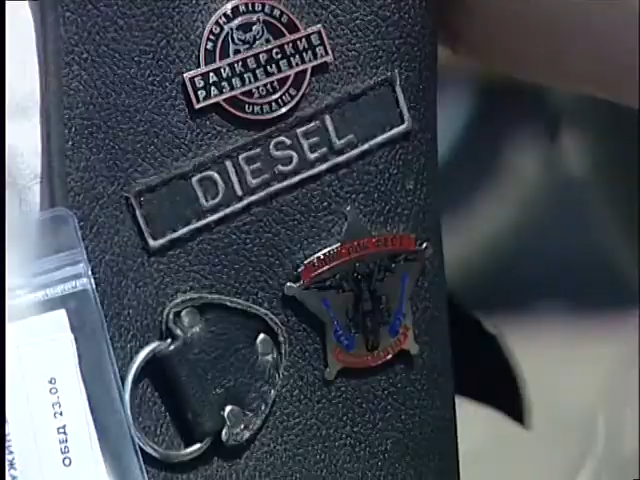 NIGHT RIDERS
БАЙКЕРСКИЕ
РАЗВЛЕЧЕНИЯ
2011
UKRAINE
DIESEL
ОБЕД 23.06